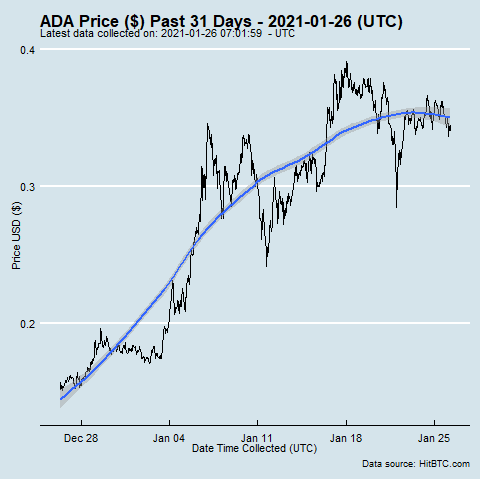 ADA Price ($) Past 31 Days - 2021-01-26 (UTC)
Latest data collected on: 2021-01-26 07:01:59  - UTC
0.4
0.3
0.2
Price USD ($)
Dec 28
Jan 04
Jan 11
Jan 18
Jan 25
Date Time Collected (UTC)
Data source: HitBTC.com